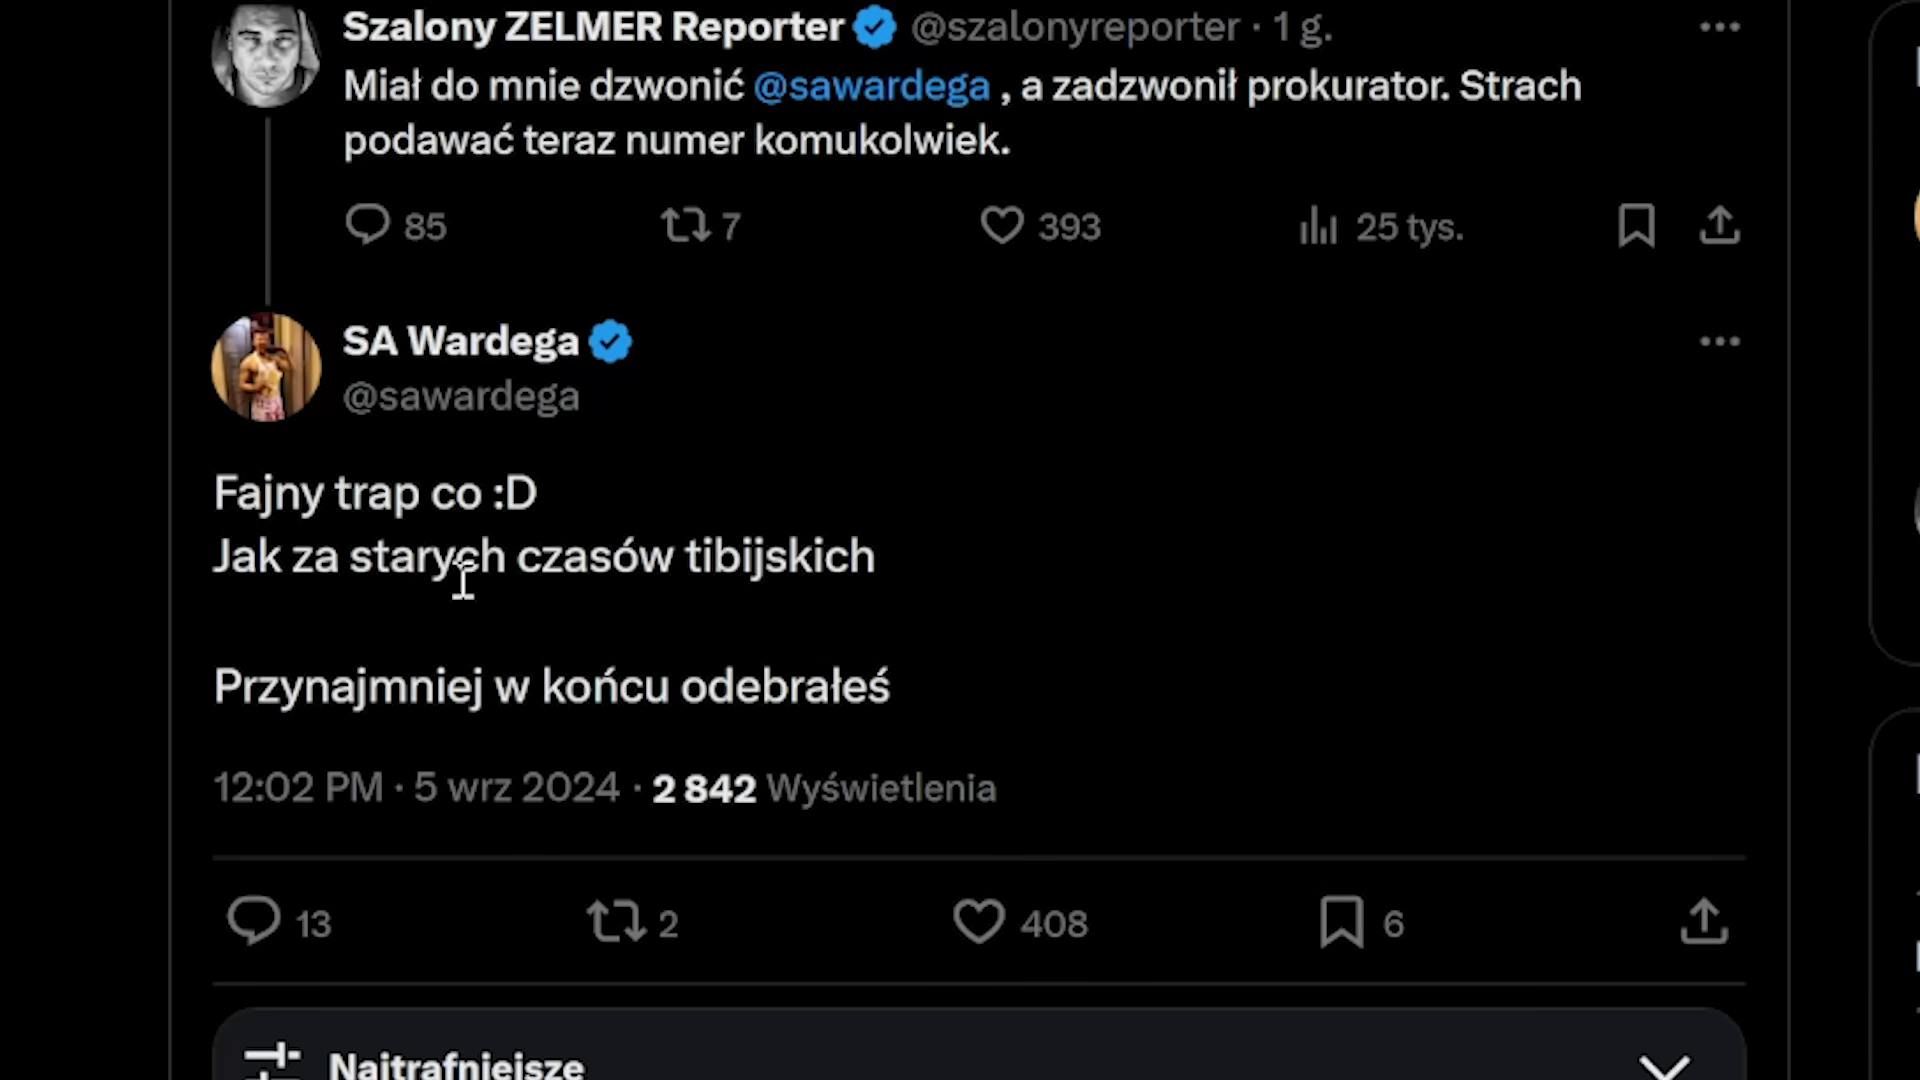 Szalony ZELMER Reporter @szalonyreporter · 1 g.
Miał do mnie dzwonić @sawardega , a zadzwonił prokurator. Strach
podawać teraz numer komukolwiek.
85 7 393 25 tys.
SA Wardega
@sawardega
Fajny trap co :D
Jak za starych czasów tibijskich
Przynajmniej w końcu odebrałeś
12:02 PM · 5 wrz 2024 · 2 842 Wyświetlenia
13 2 408 6
Najtrafniejsze